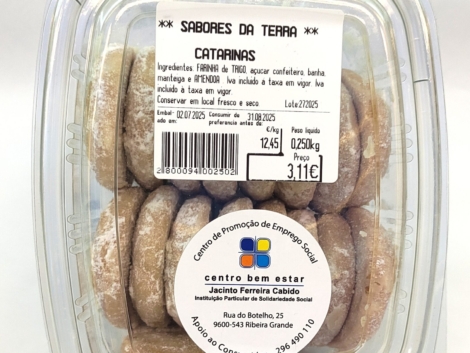 ** SABORES DA TERRA **
CATARINAS
Ingredientes: FARINHA de TRIGO, açucar confeiteiro, banha,
manteiga e AMENDOA Iva incluido à taxa em vigor Iva
incluido à taxa em vigor
Conservar em local fresco e seco Lote:272025
Embal- 02.07.2025 Consumir de 31.08.2025
ado em: preferencia antes de:
€/kg Peso liquido
12,45 0,250kg
Preço
3,11€
2800094002502
Centro de Promoção de Emprego Social
centro bem estar
Jacinto Ferreira Cabido
Instituição Particular de Solidariedade Social
Rua do Botelho, 25
9600-543 Ribeira Grande
Apoio ao 296 490 110